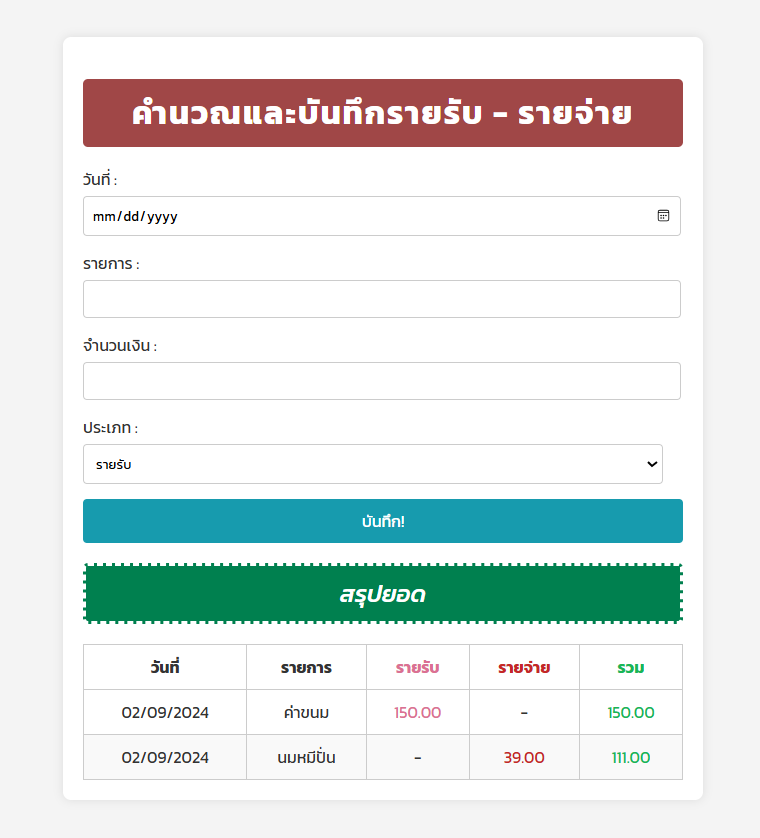 คำนวณและบันทึกรายรับ - รายจ่าย
วันที่ :
mm/dd/yyyy
รายการ :
จำนวนเงิน :
ประเภท :
รายรับ
บันทึก!
สรุปยอด
วันที่ รายการ รายรับ รายจ่าย รวม
02/09/2024 ค่าขนม 150.00 - 150.00
02/09/2024 นมหมีปั่น - 39.00 111.00